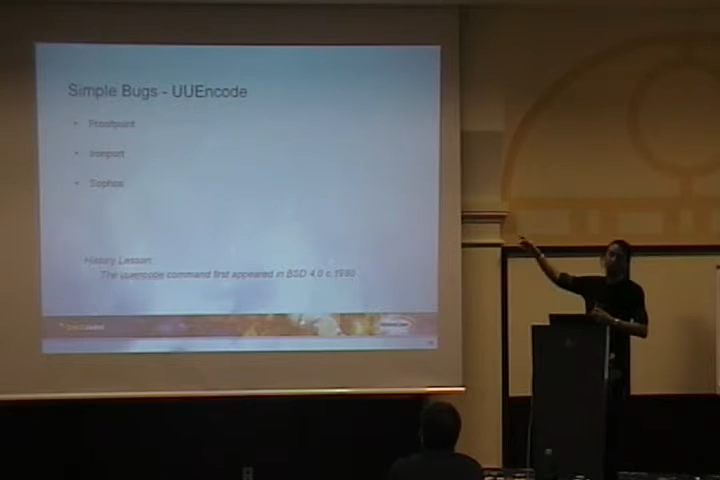 Simple Bugs - UUEncode
• Proofpoint
• Ironport
• Sophos
History Lesson:
The uuencode command first appeared in BSD 4.0 c.1980